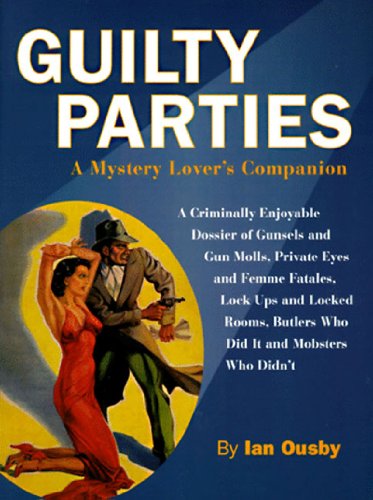 GUILTY
PARTIES
A Mystery Lover's Companion
A Criminally Enjoyable
Dossier of Gunsels and
Gun Molls, Private Eyes
and Femme Fatales,
Lock Ups and Locked
Rooms, Butlers Who
Did It and Mobsters
Who Didn't
By Ian Ousby